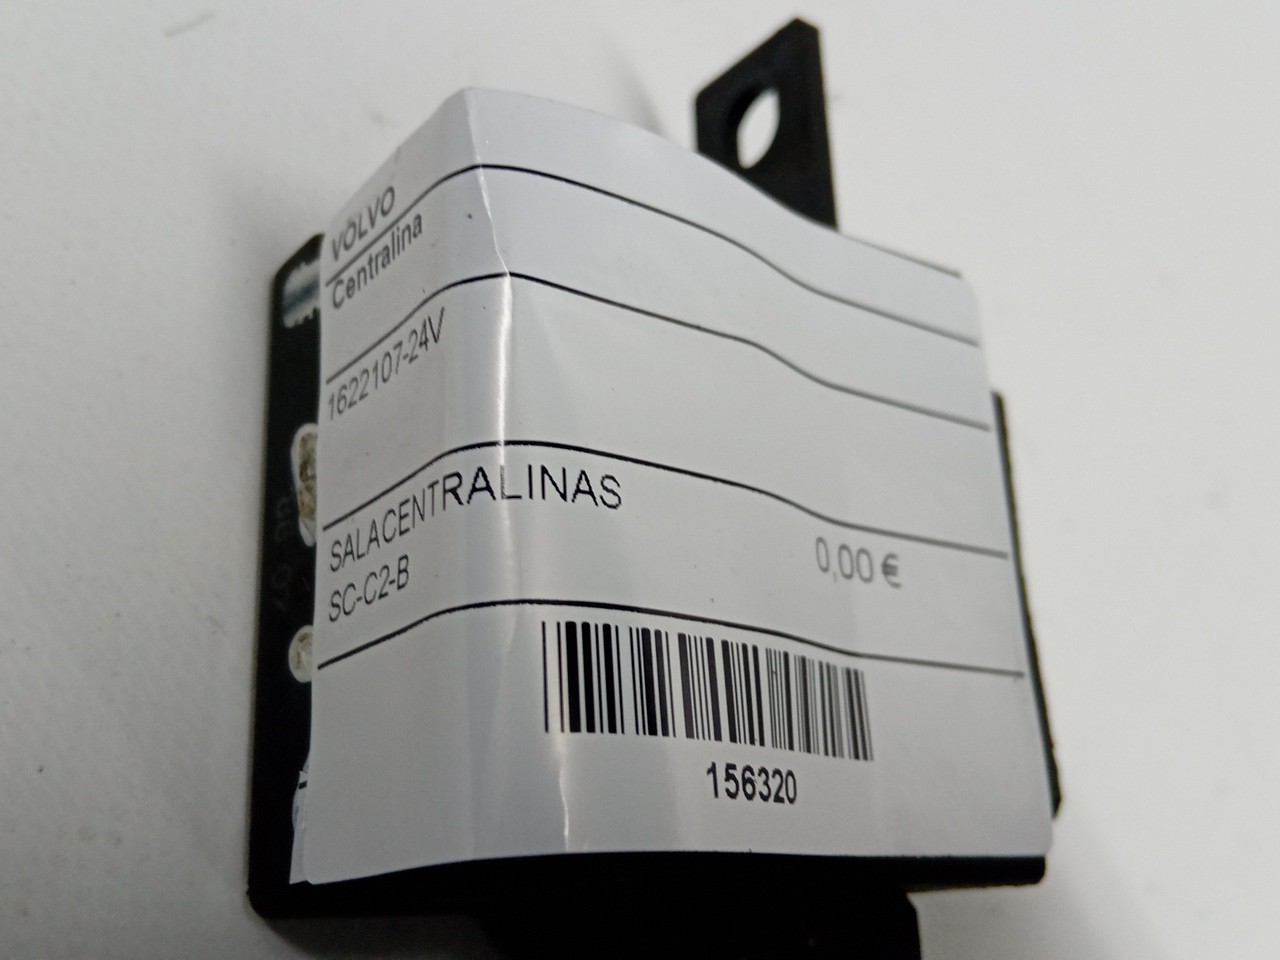 VOLVO
Centralina
1622107-24V
SALACENTRALINAS
SC-C2-B
0,00 €
156320